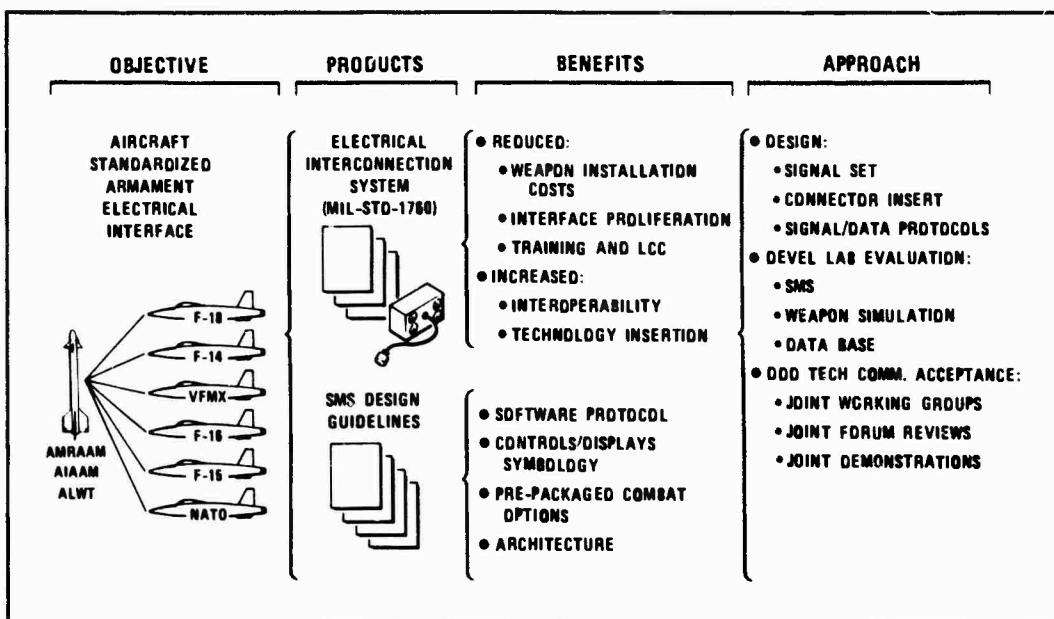 OBJECTIVE
PRODUCTS
BENEFITS
APPROACH
AIRCRAFT
STANDARDIZED
ARMAMENT
ELECTRICAL
INTERFACE
F-18
F-14
VFMX
F-16
F-15
NATO
AMRAAM
AIAAM
ALWT
ELECTRICAL
INTERCONNECTION
SYSTEM
(MIL-STD-1760)
SMS DESIGN
GUIDELINES
● REDUCED:
● WEAPON INSTALLATION
COSTS
● INTERFACE PROLIFERATION
● TRAINING AND LCC
● INCREASED:
● INTEROPERABILITY
● TECHNOLOGY INSERTION
● SOFTWARE PROTOCOL
● CONTROLS/DISPLAYS
SYMBOLOGY
● PRE-PACKAGED COMBAT
OPTIONS
● ARCHITECTURE
● DESIGN:
● SIGNAL SET
● CONNECTOR INSERT
● SIGNAL/DATA PROTOCOLS
● DEVEL LAB EVALUATION:
● SMS
● WEAPON SIMULATION
● DATA BASE
● DOD TECH COMM. ACCEPTANCE:
● JOINT WORKING GROUPS
● JOINT FORUM REVIEWS
● JOINT DEMONSTRATIONS